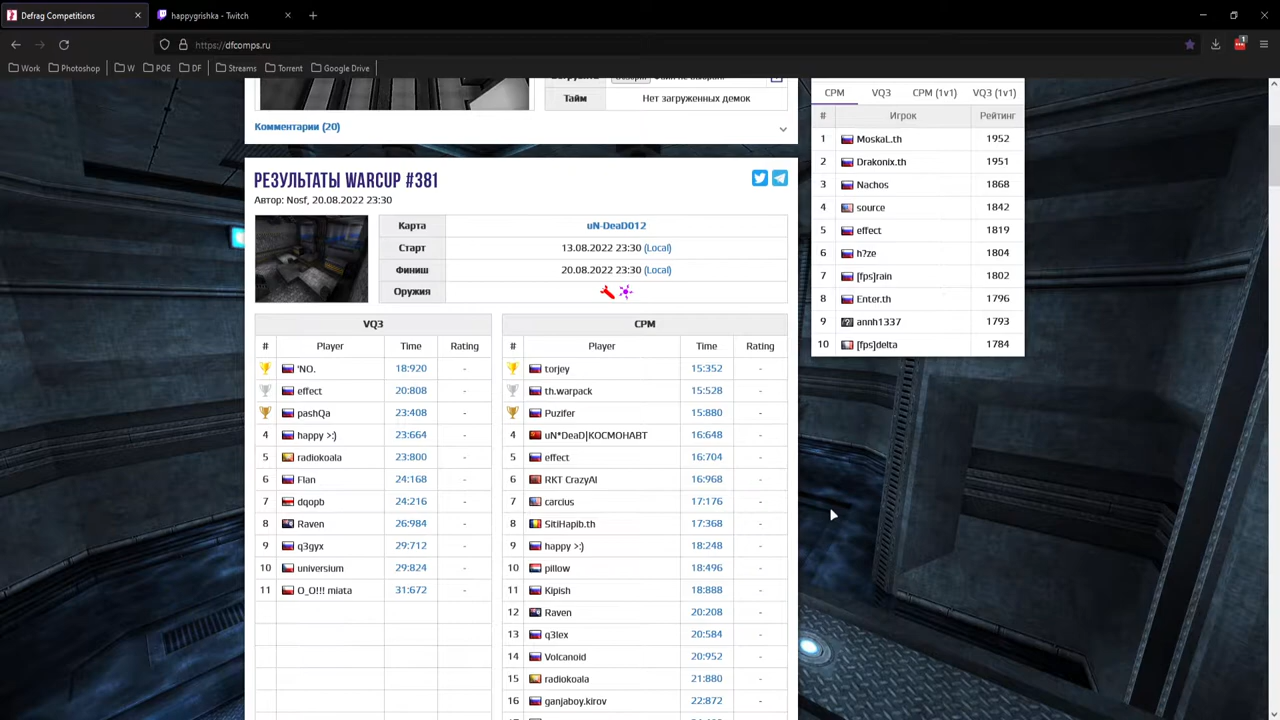 Defrag Competitions
happygrishka - Twitch
https://dfcomps.ru
1
Work Photoshop W POE DF Streams Torrent Google Drive
Тайм Нет загруженных демок
Комментарии (20)
РЕЗУЛЬТАТЫ WARCUP #381
Автор: Nosf, 20.08.2022 23:30
Карта uN-DeaD012
Старт 13.08.2022 23:30 (Local)
Финиш 20.08.2022 23:30 (Local)
Оружия
VQ3
# Player Time Rating
'NO. 18:920 -
effect 20:808 -
pashQa 23:408 -
4 happy >:) 23:664 -
5 radiokoala 23:800 -
6 Flan 24:168 -
7 dqopb 24:216 -
8 Raven 26:984 -
9 q3gyx 29:712 -
10 universium 29:824 -
11 O_O!!! miata 31:672 -
CPM
# Player Time Rating
torjey 15:352 -
th.warpack 15:528 -
Puzifer 15:880 -
4 uN*DeaD|КОСМОНАВТ 16:648 -
5 effect 16:704 -
6 RKT CrazyAl 16:968 -
7 carcius 17:176 -
8 SitiHapib.th 17:368 -
9 happy >:) 18:248 -
10 pillow 18:496 -
11 Kipish 18:888 -
12 Raven 20:208 -
13 q3lex 20:584 -
14 Volcanoid 20:952 -
15 radiokoala 21:880 -
16 ganjaboy.kirov 22:872 -
CPM VQ3 CPM (1v1) VQ3 (1v1)
# Игрок Рейтинг
1 MoskaL.th 1952
2 Drakonix.th 1951
3 Nachos 1868
4 source 1842
5 effect 1819
6 h?ze 1804
7 [fps]rain 1802
8 Enter.th 1796
9 annh1337 1793
10 [fps]delta 1784